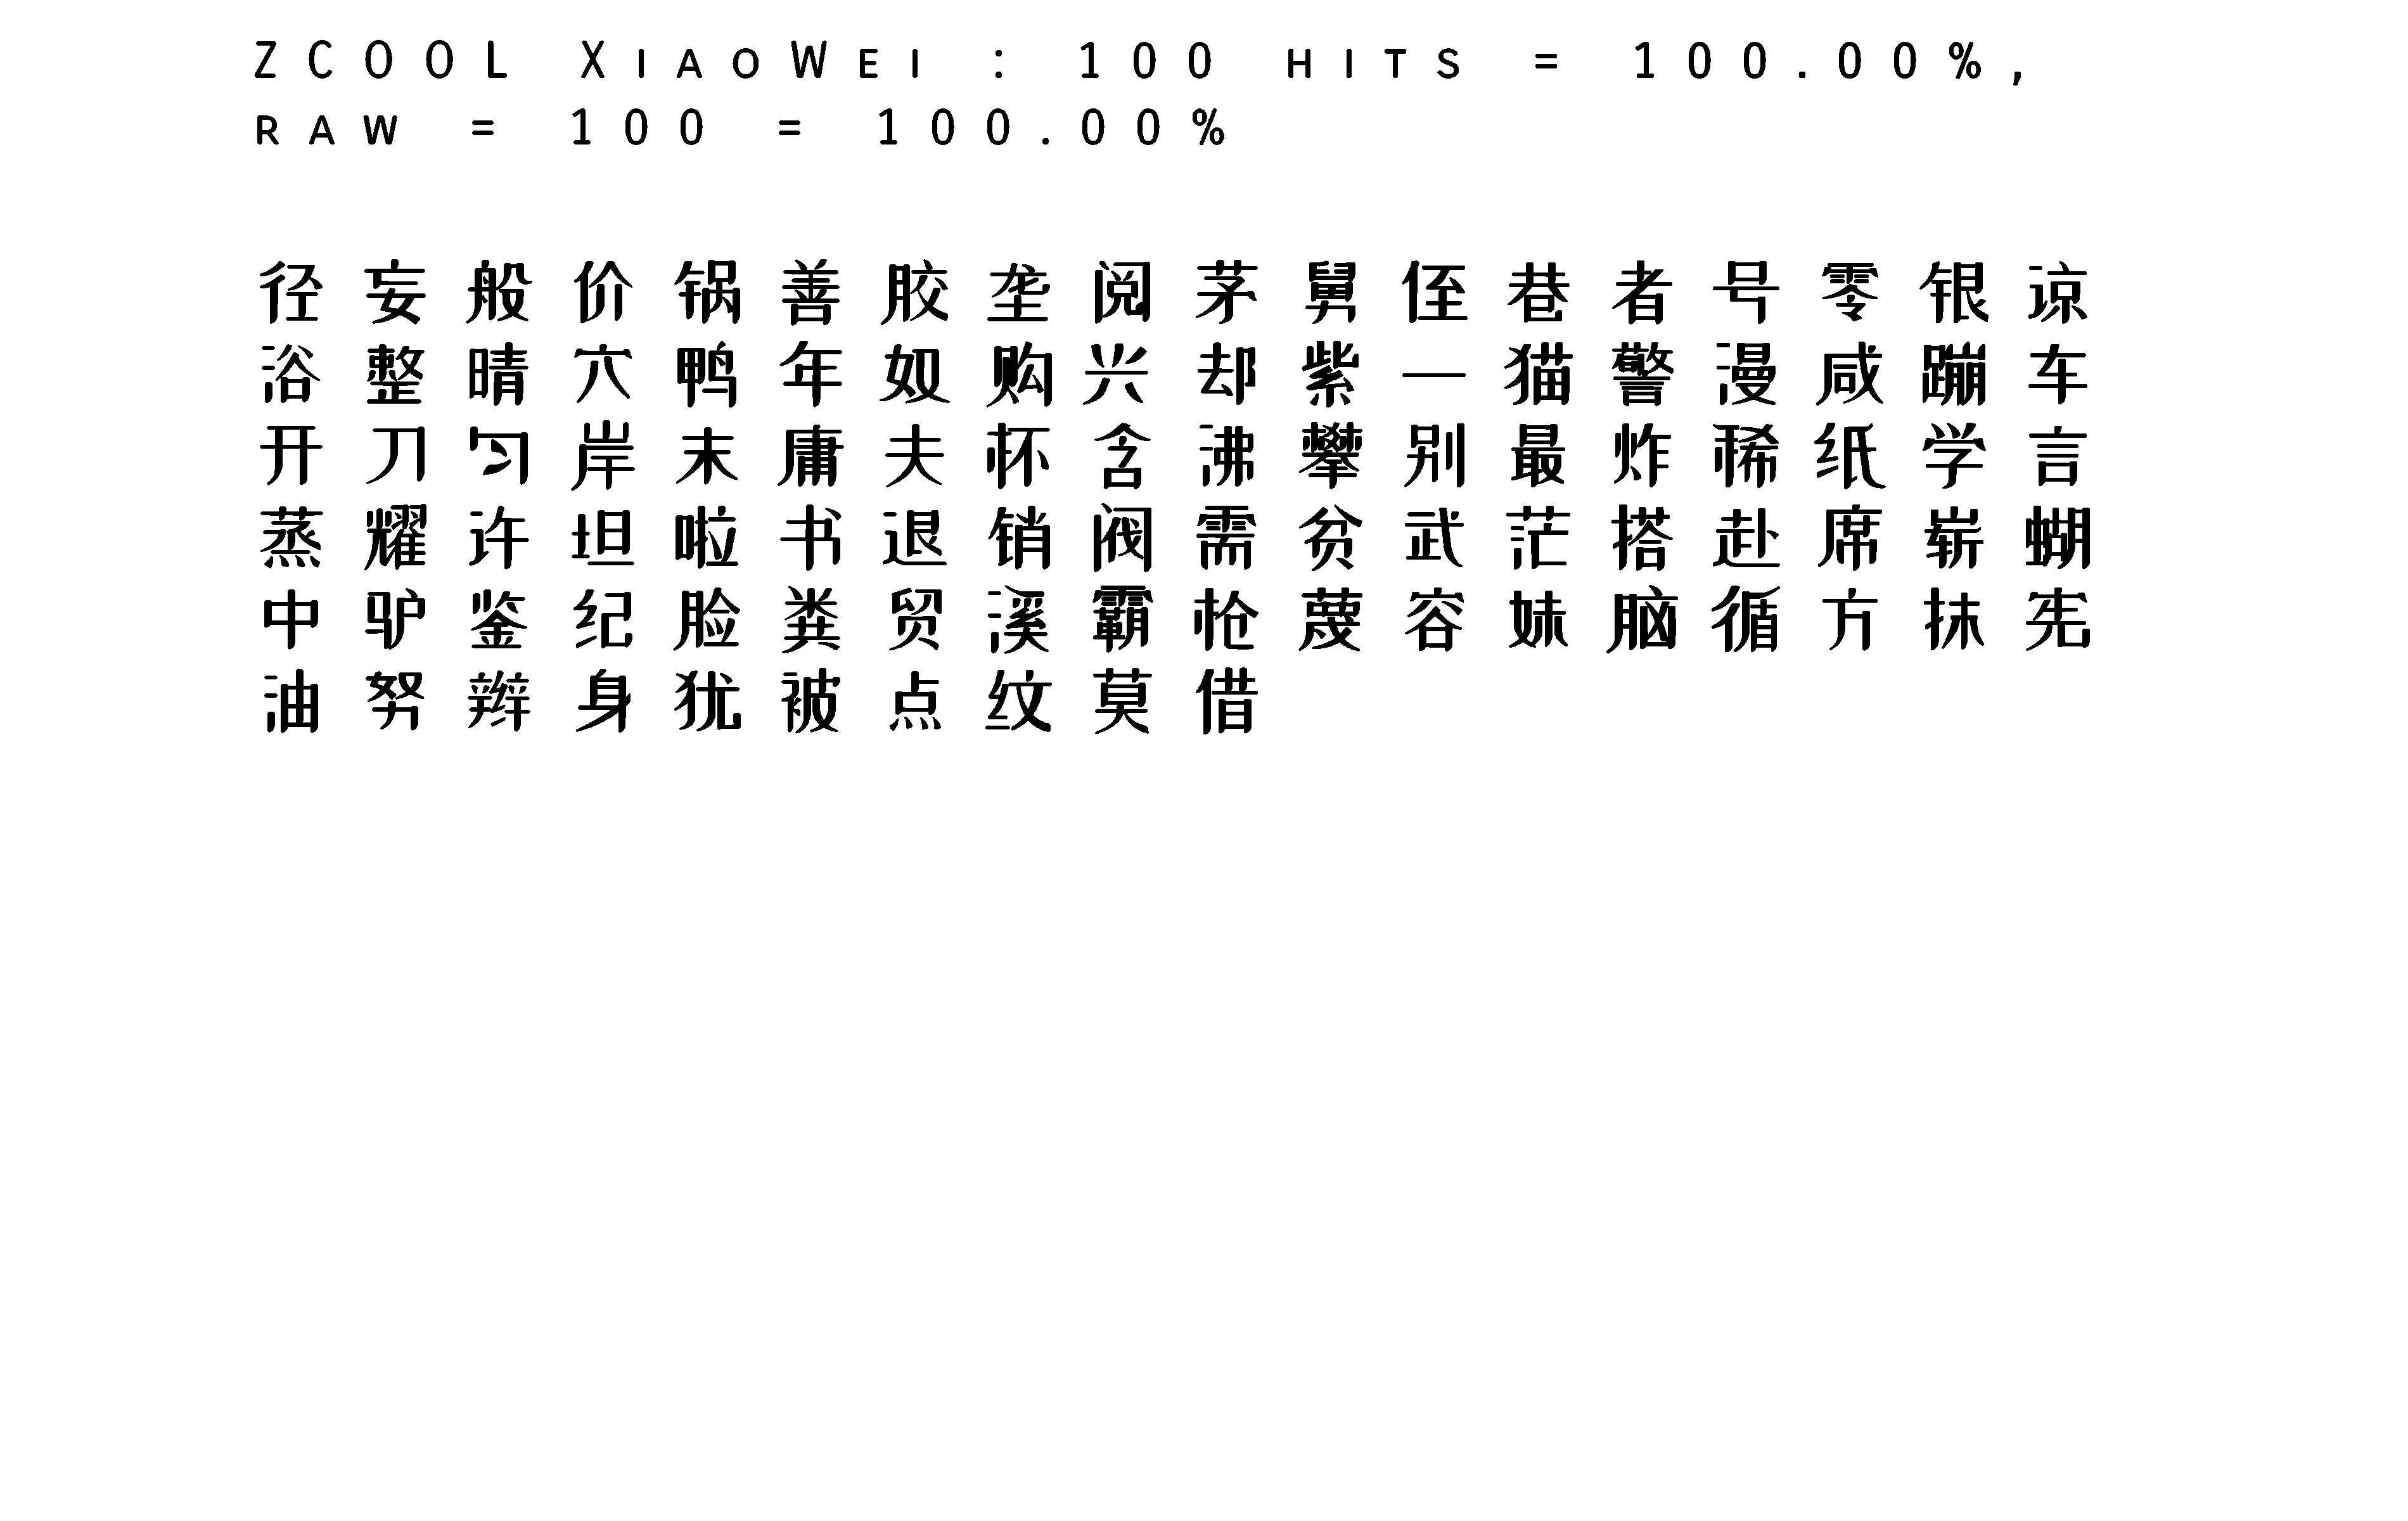 ZCOOL XiaoWei : 100 hits = 100.00%,
raw = 100 = 100.00%
径妄般价锅善胶垄阅茅舅侄巷者号零银谅
浴整晴穴鸭年奴购兴却紫一猫警漫咸蹦车
开刀匀岸末庸夫怀含沸攀别最炸稀纸学言
蒸耀许坦啦书退销阀需贫武茫搭赴席崭蝴
中驴鉴纪脸粪贸溪霸枪蔑容妹脑循方抹宪
油努辫身犹被点纹莫借